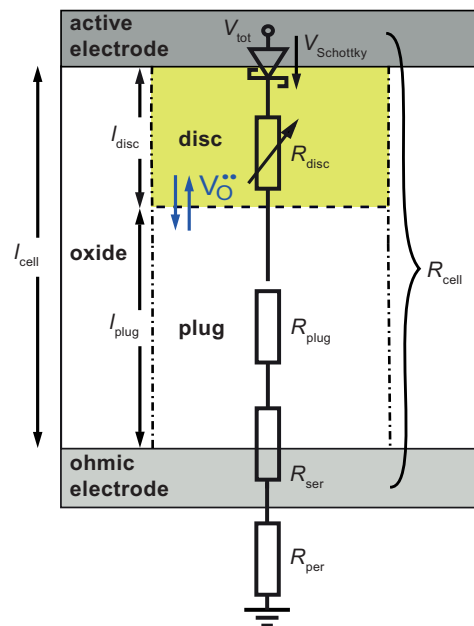 active
electrode
V_tot
V_Schottky
l_disc
disc
R_disc
V_O^••
l_cell
oxide
R_cell
l_plug
plug
R_plug
ohmic
electrode
R_ser
R_per